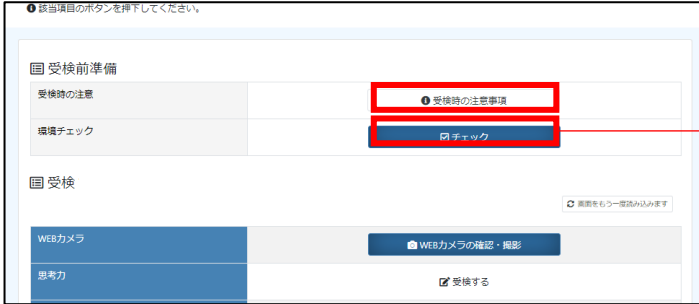 該当項目のボタンを押下してください。
受検前準備
受検時の注意
受検時の注意事項
環境チェック
チェック
受検
画面をもう一度読み込みます
WEBカメラ
WEBカメラの確認・撮影
思考力
受検する